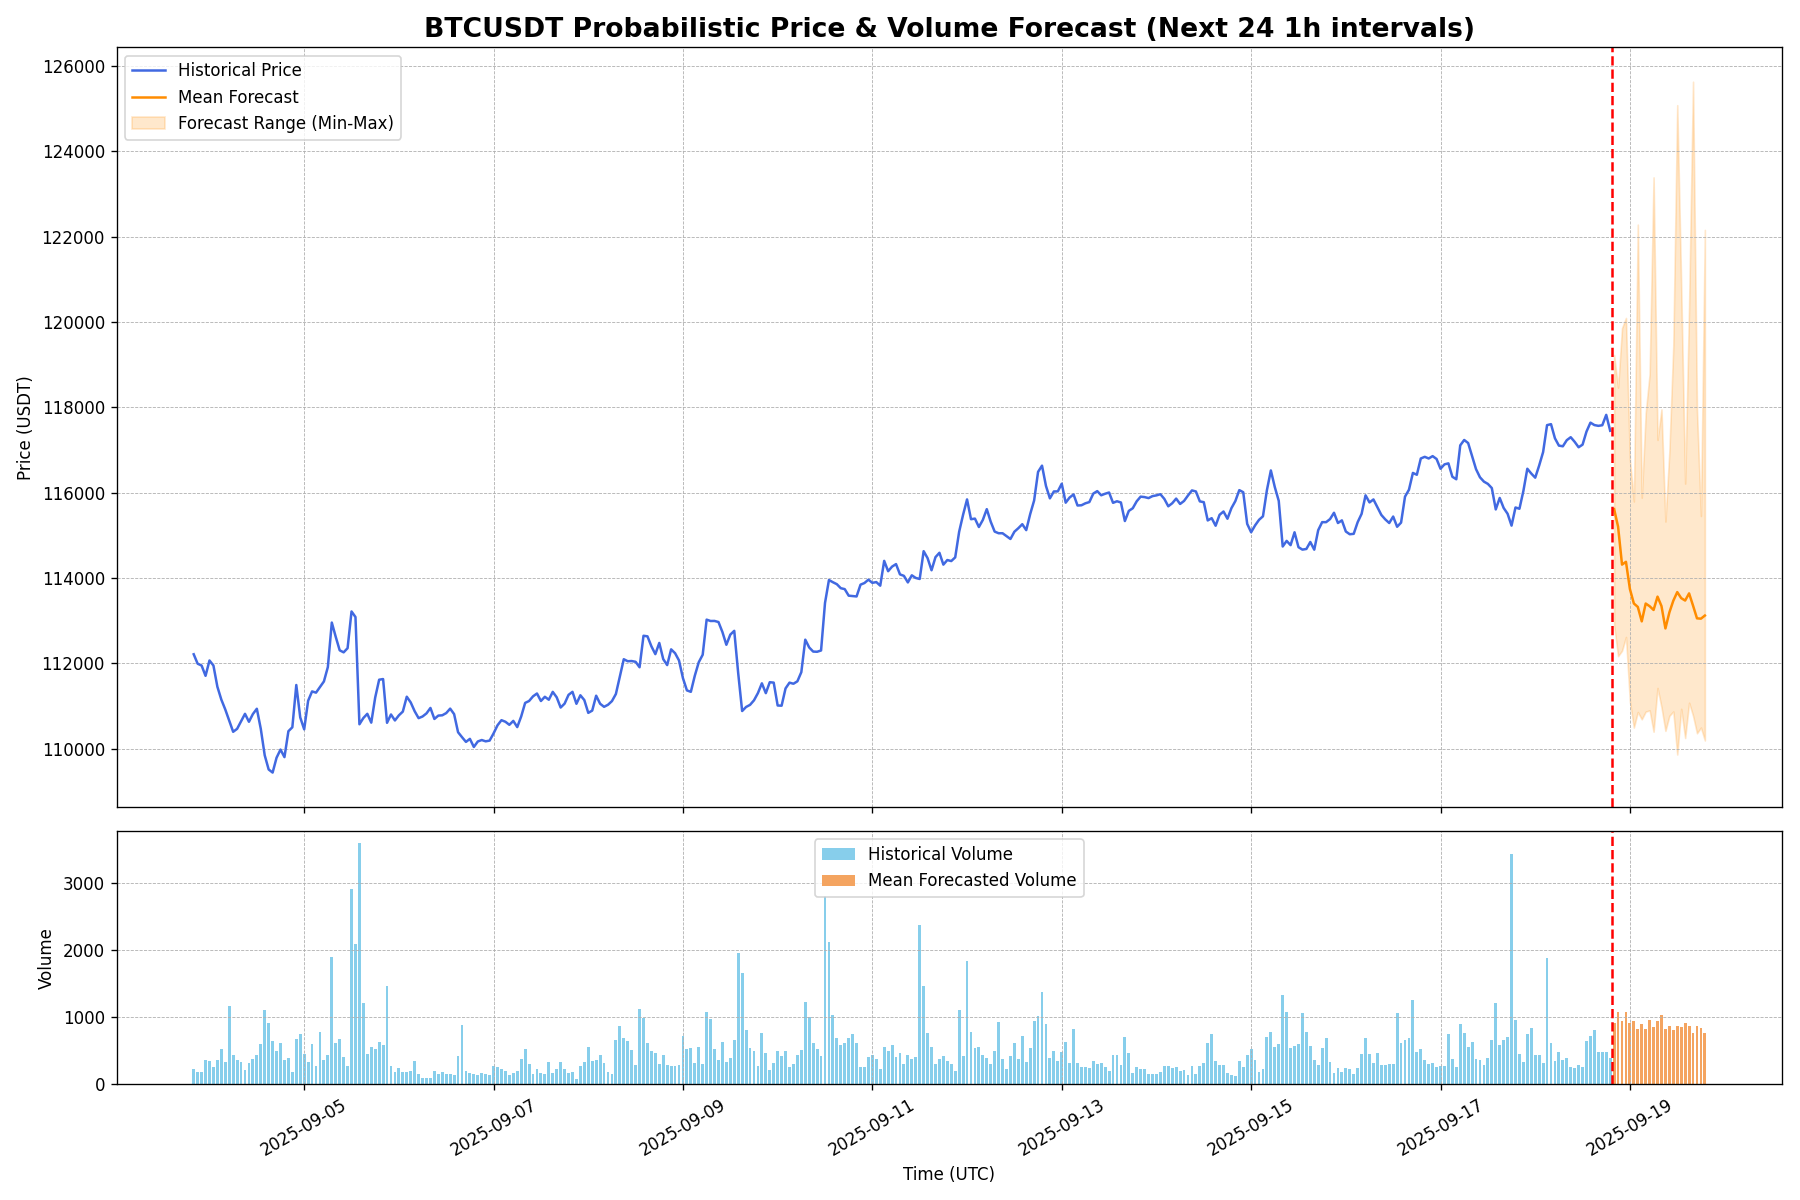 BTCUSDT Probabilistic Price & Volume Forecast (Next 24 1h intervals)
Historical Price
Mean Forecast
Forecast Range (Min-Max)
126000
124000
122000
120000
118000
116000
114000
112000
110000
Price (USDT)
Historical Volume
Mean Forecasted Volume
3000
2000
1000
0
Volume
2025-09-05
2025-09-07
2025-09-09
2025-09-11
2025-09-13
2025-09-15
2025-09-17
2025-09-19
Time (UTC)